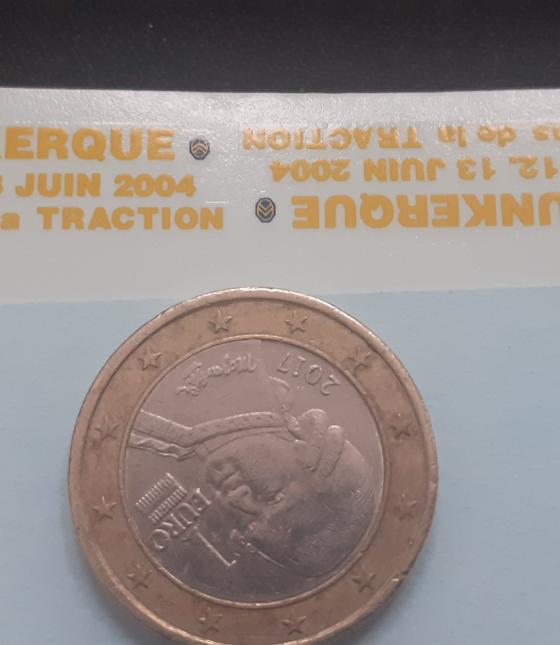 ERQUE
JUIN 2004
a TRACTION
s de la TRACTION
12. 13 JUIN 2004
UNKERQUE
2017
1
EURO